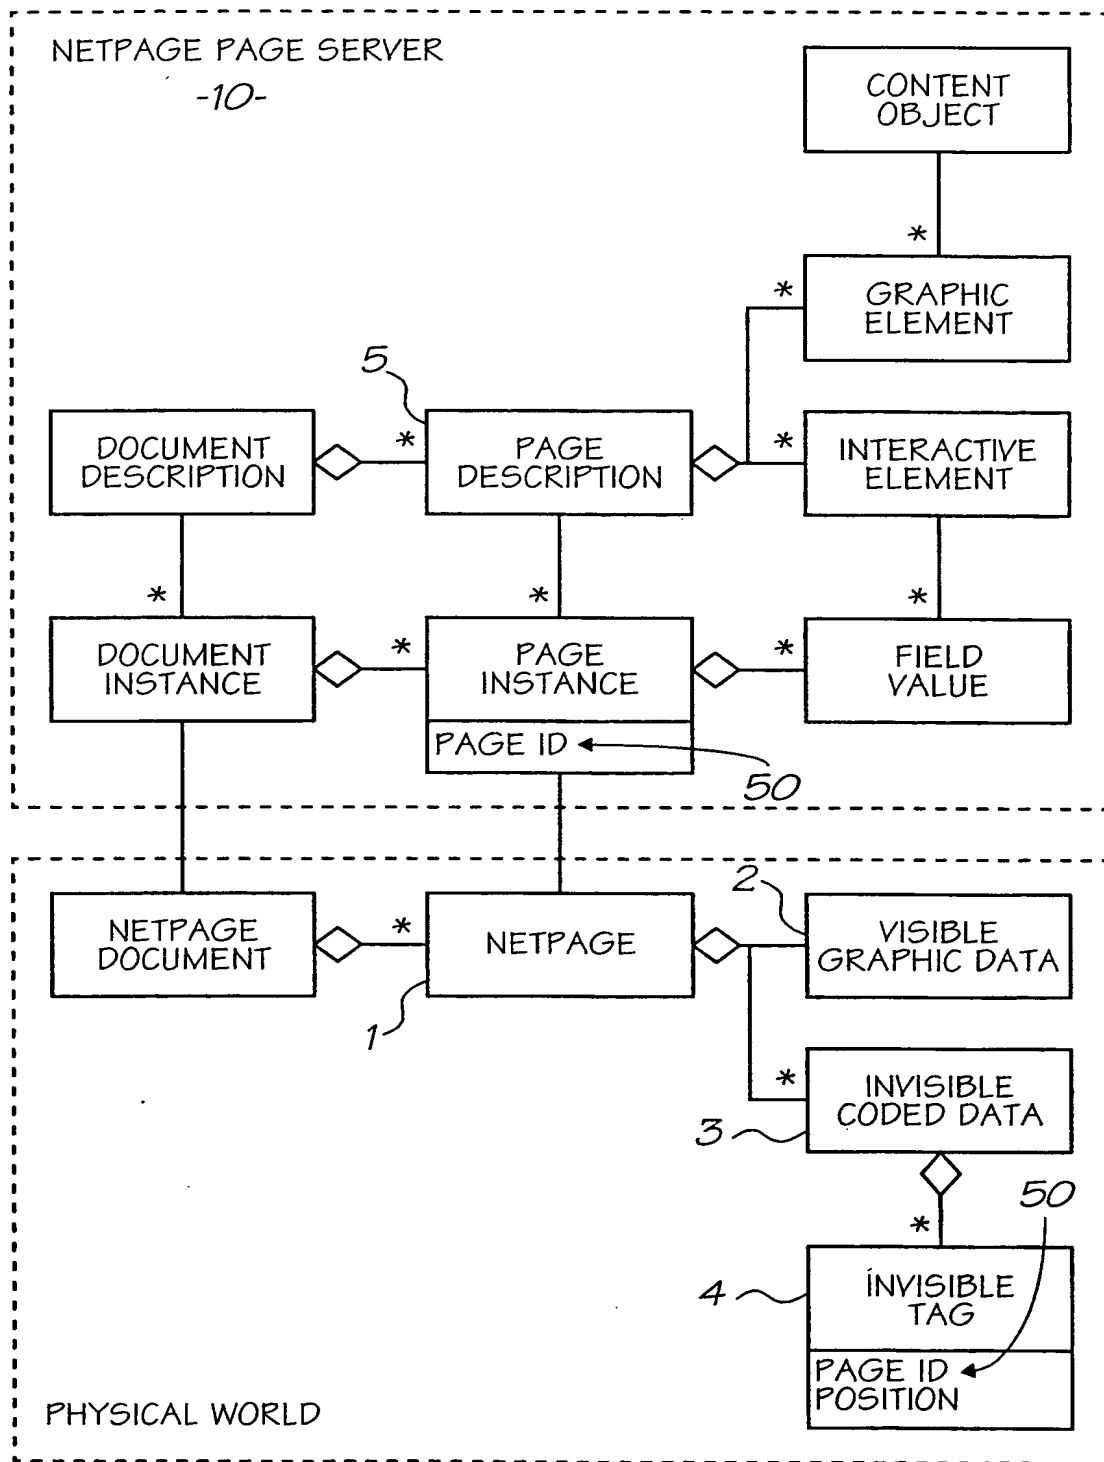 NETPAGE PAGE SERVER
-10-
CONTENT
OBJECT
*
GRAPHIC
ELEMENT
*
5
DOCUMENT
DESCRIPTION
*
PAGE
DESCRIPTION
*
INTERACTIVE
ELEMENT
*
*
*
DOCUMENT
INSTANCE
*
PAGE
INSTANCE
*
FIELD
VALUE
PAGE ID
50
NETPAGE
DOCUMENT
*
NETPAGE
1
2
VISIBLE
GRAPHIC DATA
*
INVISIBLE
CODED DATA
3
*
50
4
INVISIBLE
TAG
PAGE ID
POSITION
PHYSICAL WORLD